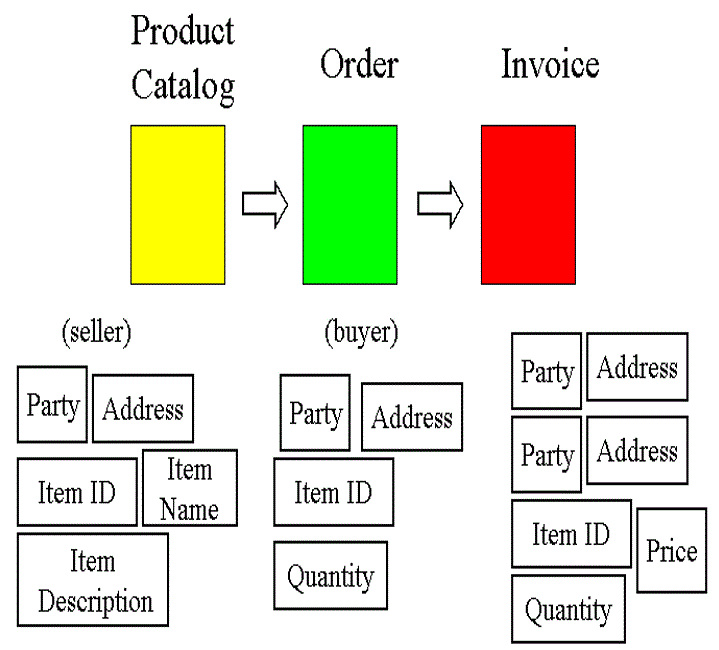 Product
Catalog
Order
Invoice
(seller)
Party
Address
Item ID
Item
Name
Item
Description
(buyer)
Party
Address
Item ID
Quantity
Party
Address
Party
Address
Item ID
Price
Quantity